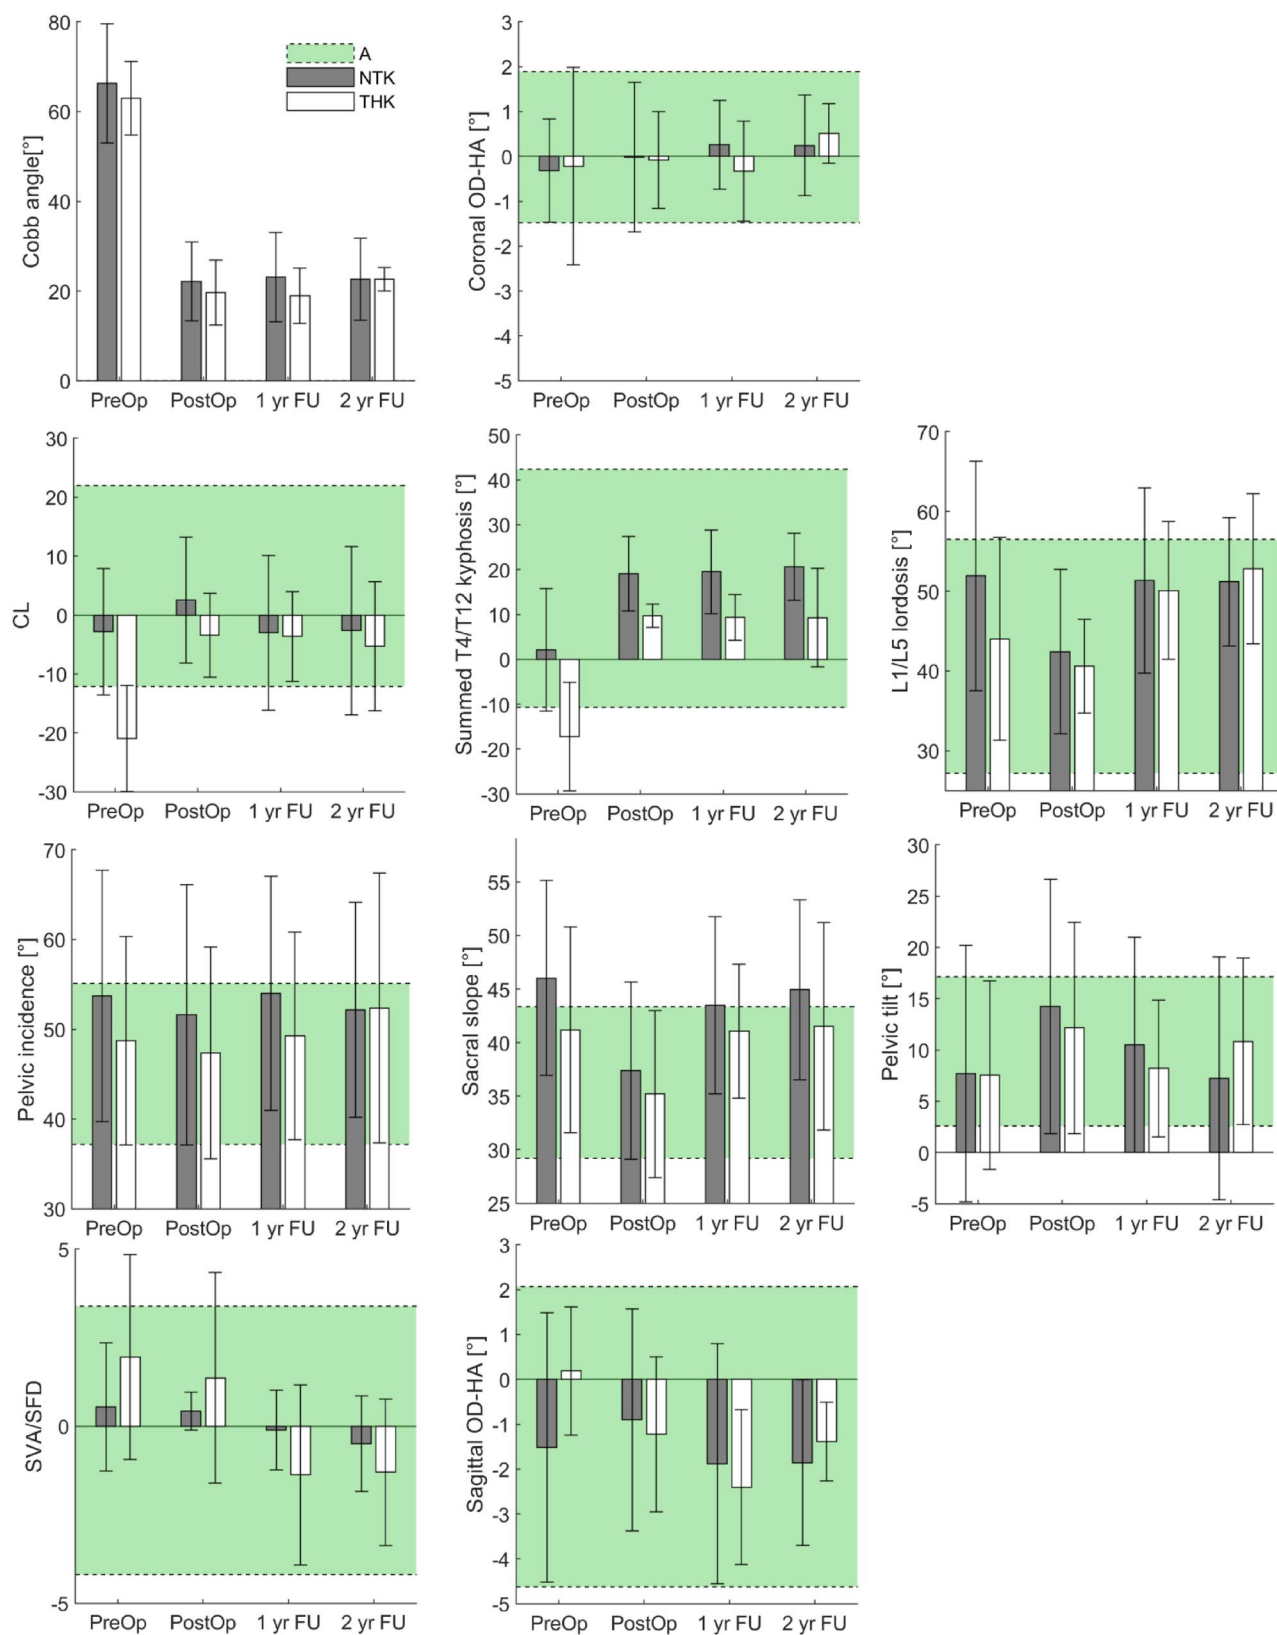 Cobb angle[°]
80
60
40
20
0
A
NTK
THK
PreOp PostOp 1 yr FU 2 yr FU
Coronal OD-HA [°]
3
2
1
0
-1
-2
-3
-4
-5
PreOp PostOp 1 yr FU 2 yr FU
CL
30
20
10
0
-10
-20
-30
PreOp PostOp 1 yr FU 2 yr FU
Summed T4/T12 kyphosis [°]
50
40
30
20
10
0
-10
-20
-30
PreOp PostOp 1 yr FU 2 yr FU
L1/L5 lordosis [°]
70
60
50
40
30
PreOp PostOp 1 yr FU 2 yr FU
Pelvic incidence [°]
70
60
50
40
30
PreOp PostOp 1 yr FU 2 yr FU
Sacral slope [°]
55
50
45
40
35
30
25
PreOp PostOp 1 yr FU 2 yr FU
Pelvic tilt [°]
30
25
20
15
10
5
0
-5
PreOp PostOp 1 yr FU 2 yr FU
SVA/SFD
5
0
-5
PreOp PostOp 1 yr FU 2 yr FU
Sagittal OD-HA [°]
3
2
1
0
-1
-2
-3
-4
-5
PreOp PostOp 1 yr FU 2 yr FU